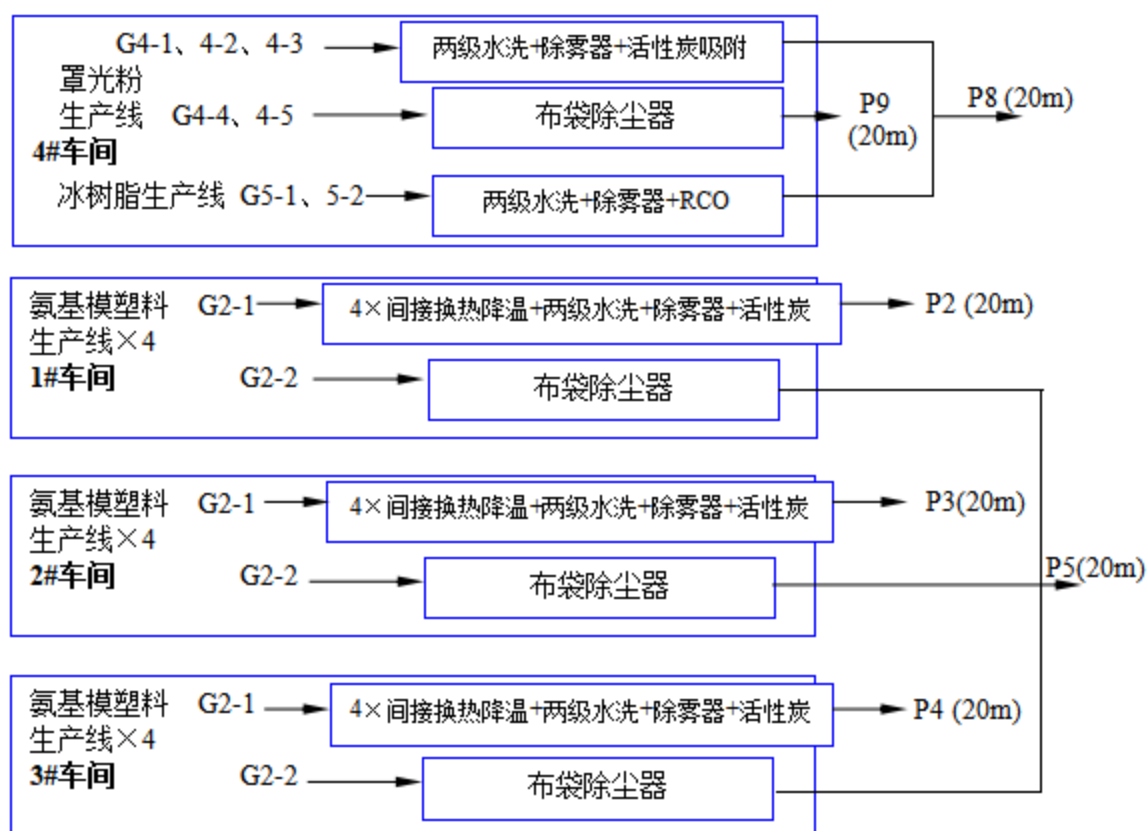 G4-1、4-2、4-3
两级水洗+除雾器+活性炭吸附
罩光粉
生产线 G4-4、4-5
布袋除尘器
P9
(20m)
P8 (20m)
4#车间
冰树脂生产线 G5-1、5-2
两级水洗+除雾器+RCO
氨基模塑料 G2-1
4×间接换热降温+两级水洗+除雾器+活性炭
P2 (20m)
生产线×4
1#车间
G2-2
布袋除尘器
氨基模塑料 G2-1
4×间接换热降温+两级水洗+除雾器+活性炭
P3(20m)
生产线×4
2#车间
G2-2
布袋除尘器
P5(20m)
氨基模塑料 G2-1
4×间接换热降温+两级水洗+除雾器+活性炭
P4 (20m)
生产线×4
3#车间
G2-2
布袋除尘器